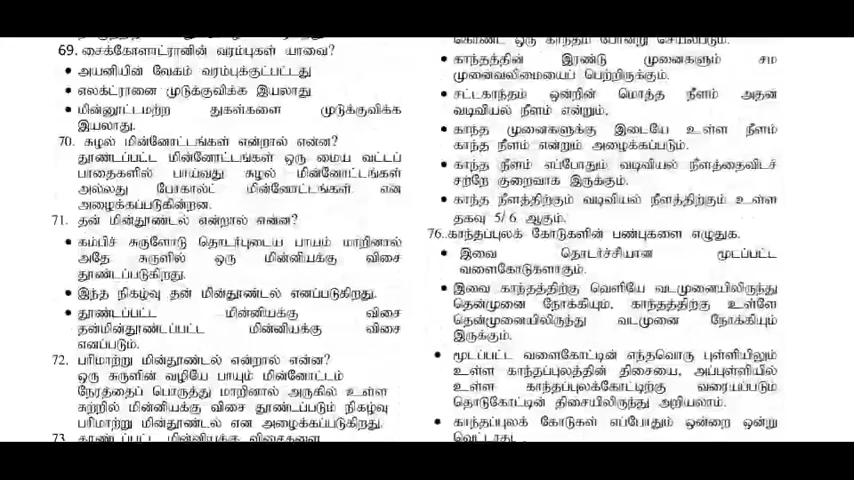 69. சைக்கோளாட்ரானின் வரம்புகள் யாவை?
• அயனியின் வேகம் வரம்புக்குட்பட்டது
• எலக்ட்ரானை முடுக்குவிக்க இயலாது
• மின்னூட்டமற்ற துகள்களை முடுக்குவிக்க
இயலாது.
70. சுழல் மின்னோட்டங்கள் என்றால் என்ன?
தூண்டப்பட்ட மின்னோட்டங்கள் ஒரு மைய வட்டப்
பாதைகளில் பாய்வது சுழல் மின்னோட்டங்கள்
அல்லது போகால்ட் மின்னோட்டங்கள் என
அழைக்கப்படுகின்றன.
71. தன் மின்தூண்டல் என்றால் என்ன?
• கம்பிச் சுருளோடு தொடர்புடைய பாயம் மாறினால்
அதே சுருளில் ஒரு மின்னியக்கு விசை
தூண்டப்படுகிறது.
• இந்த நிகழ்வு தன் மின்தூண்டல் எனப்படுகிறது.
• தூண்டப்பட்ட மின்னியக்கு விசை
தன்மின்தூண்டப்பட்ட மின்னியக்கு விசை
எனப்படும்.
72. பரிமாற்று மின்தூண்டல் என்றால் என்ன?
ஒரு சுருளின் வழியே பாயும் மின்னோட்டம்
நேரத்தைப் பொருத்து மாறினால் அருகில் உள்ள
சுற்றில் மின்னியக்கு விசை தூண்டப்படும் நிகழ்வு
பரிமாற்று மின்தூண்டல் என அழைக்கப்படுகிறது.
73. தூண்டப்பட்ட மின்னியக்கு விசைகளை
கொண்ட ஒரு காந்தம் போன்று செயல்படும்.
• காந்தத்தின் இரண்டு முனைகளும் சம
முனைவலிமையைப் பெற்றிருக்கும்.
• சட்டகாந்தம் ஒன்றின் மொத்த நீளம் அதன்
வடிவியல் நீளம் என்றும்,
• காந்த முனைகளுக்கு இடையே உள்ள நீளம்
காந்த நீளம் என்றும் அழைக்கப்படும்.
• காந்த நீளம் எப்போதும் வடிவியல் நீளத்தைவிடச்
சற்றே குறைவாக இருக்கும்.
• காந்த நீளத்திற்கும் வடிவியல் நீளத்திற்கும் உள்ள
தகவு 5/6 ஆகும்.
76. காந்தப்புலக் கோடுகளின் பண்புகளை எழுதுக.
• இவை தொடர்ச்சியான மூடப்பட்ட
வளைகோடுகளாகும்.
• இவை காந்தத்திற்கு வெளியே வடமுனையிலிருந்து
தென்முனை நோக்கியும், காந்தத்திற்கு உள்ளே
தென்முனையிலிருந்து வடமுனை நோக்கியும்
இருக்கும்.
• மூடப்பட்ட வளைகோட்டின் எந்தவொரு புள்ளியிலும்
உள்ள காந்தப்புலத்தின் திசையை, அப்புள்ளியில்
உள்ள காந்தப்புலக்கோட்டிற்கு வரையப்படும்
தொடுகோட்டின் திசையிலிருந்து அறியலாம்.
• காந்தப்புலக் கோடுகள் எப்போதும் ஒன்றை ஒன்று
வெட்டாது.